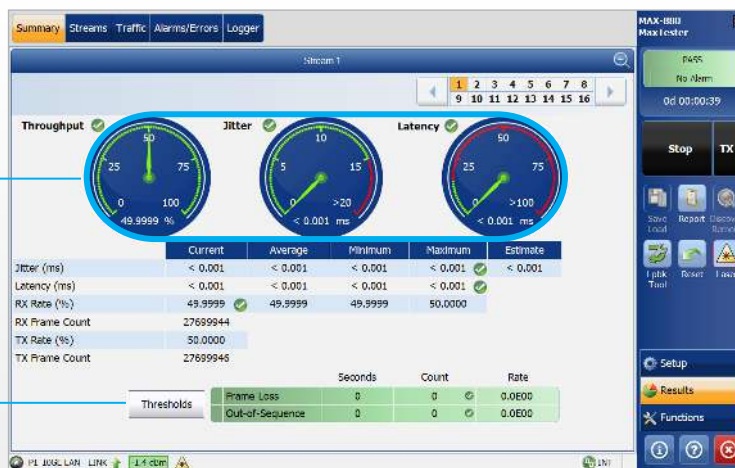 Summary Streams Traffic Alarms/Errors Logger
MAX-880
MaxTester
Stream 1
PASS
No Alarm
0d 00:00:39
1 2 3 4 5 6 7 8
9 10 11 12 13 14 15 16
Throughput Jitter Latency
50 10 50
25 75 5 15 25 75
0 100 0 >20 0 >100
49.9999 % < 0.001 ms < 0.001 ms
Stop TX
Save
Load
Report
Lpbk
Tool
Reset
Laser
Current Average Minimum Maximum Estimate
Jitter (ms) < 0.001 < 0.001 < 0.001 < 0.001 < 0.001
Latency (ms) < 0.001 < 0.001 < 0.001 < 0.001
RX Rate (%) 49.9999 49.9999 49.9999 50.0000
RX Frame Count 27699944
TX Rate (%) 50.0000
TX Frame Count 27699946
Seconds Count Rate
Thresholds
Frame Loss 0 0 0.0E00
Out-of-Sequence 0 0 0.0E00
Setup
Results
Functions
P1 10GE LAN LINK -1.4 dBm INT